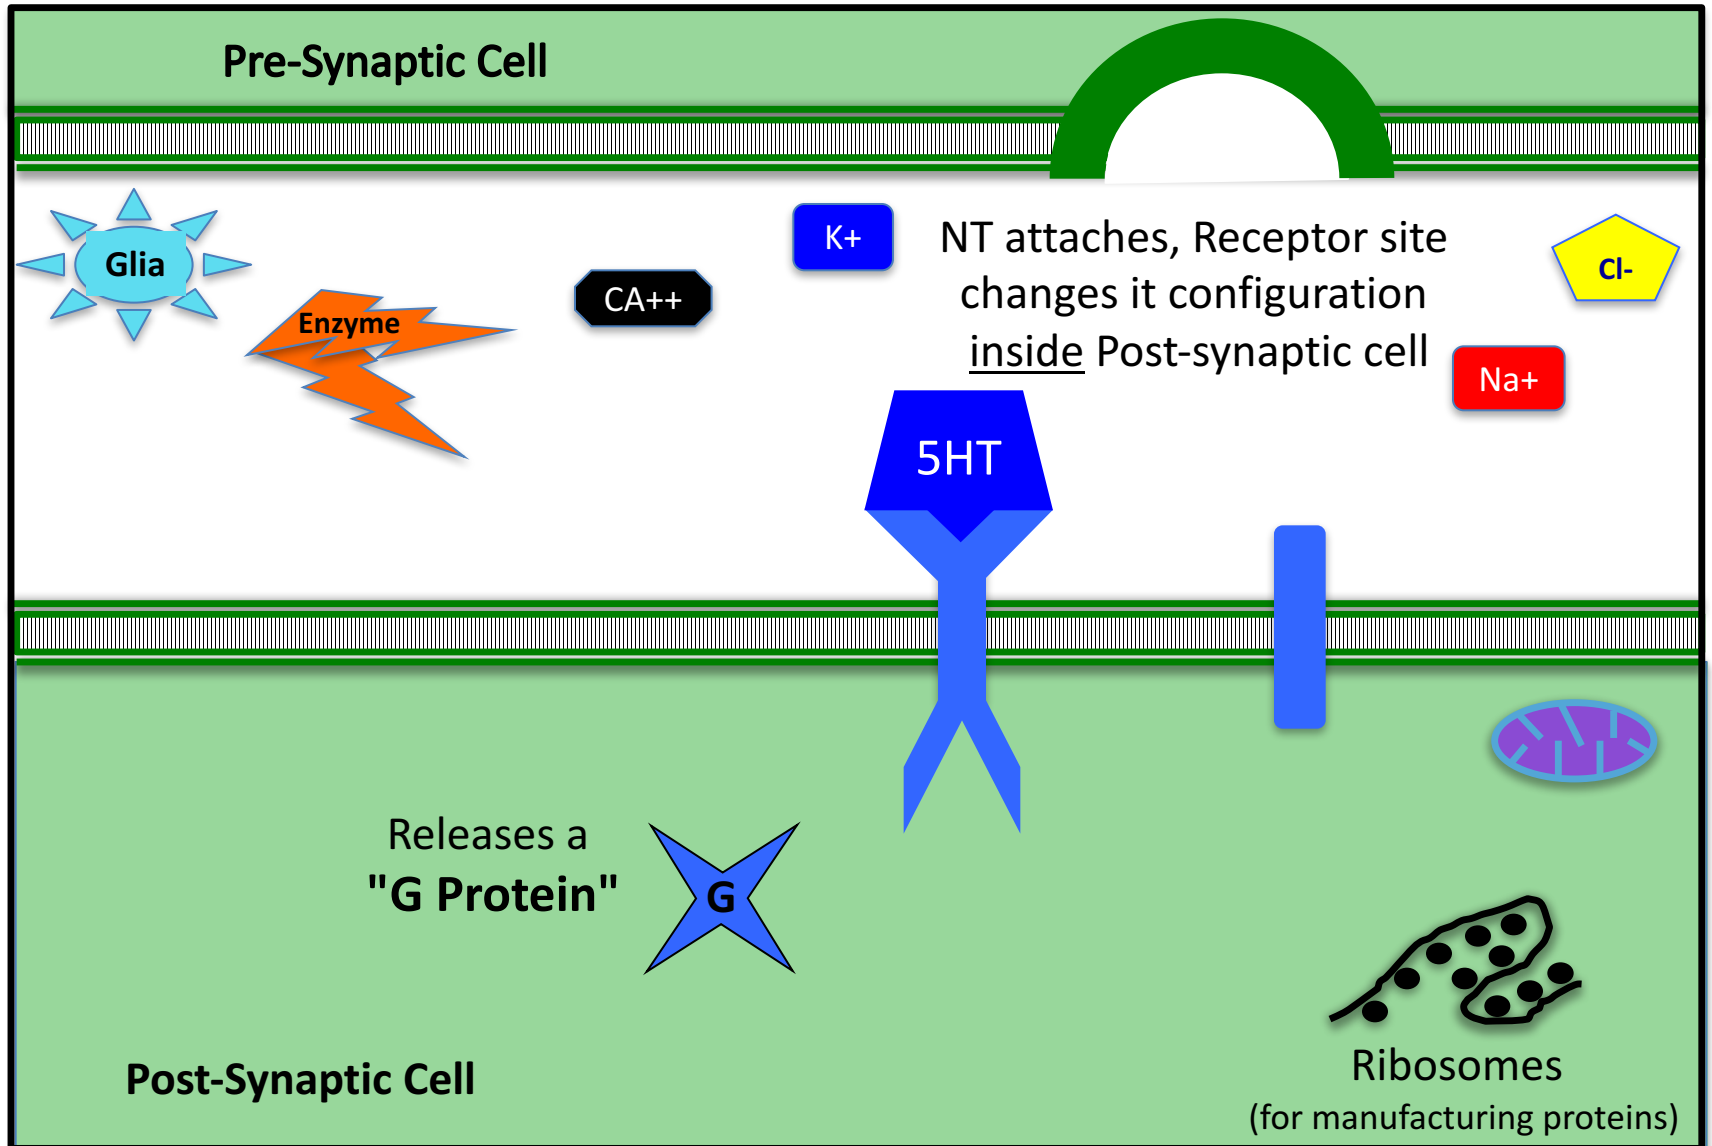 Pre-Synaptic Cell
Glia
Enzyme
CA++
K+
NT attaches, Receptor site
changes it configuration
inside Post-synaptic cell
Cl-
Na+
5HT
Releases a
"G Protein"
G
Post-Synaptic Cell
Ribosomes
(for manufacturing proteins)